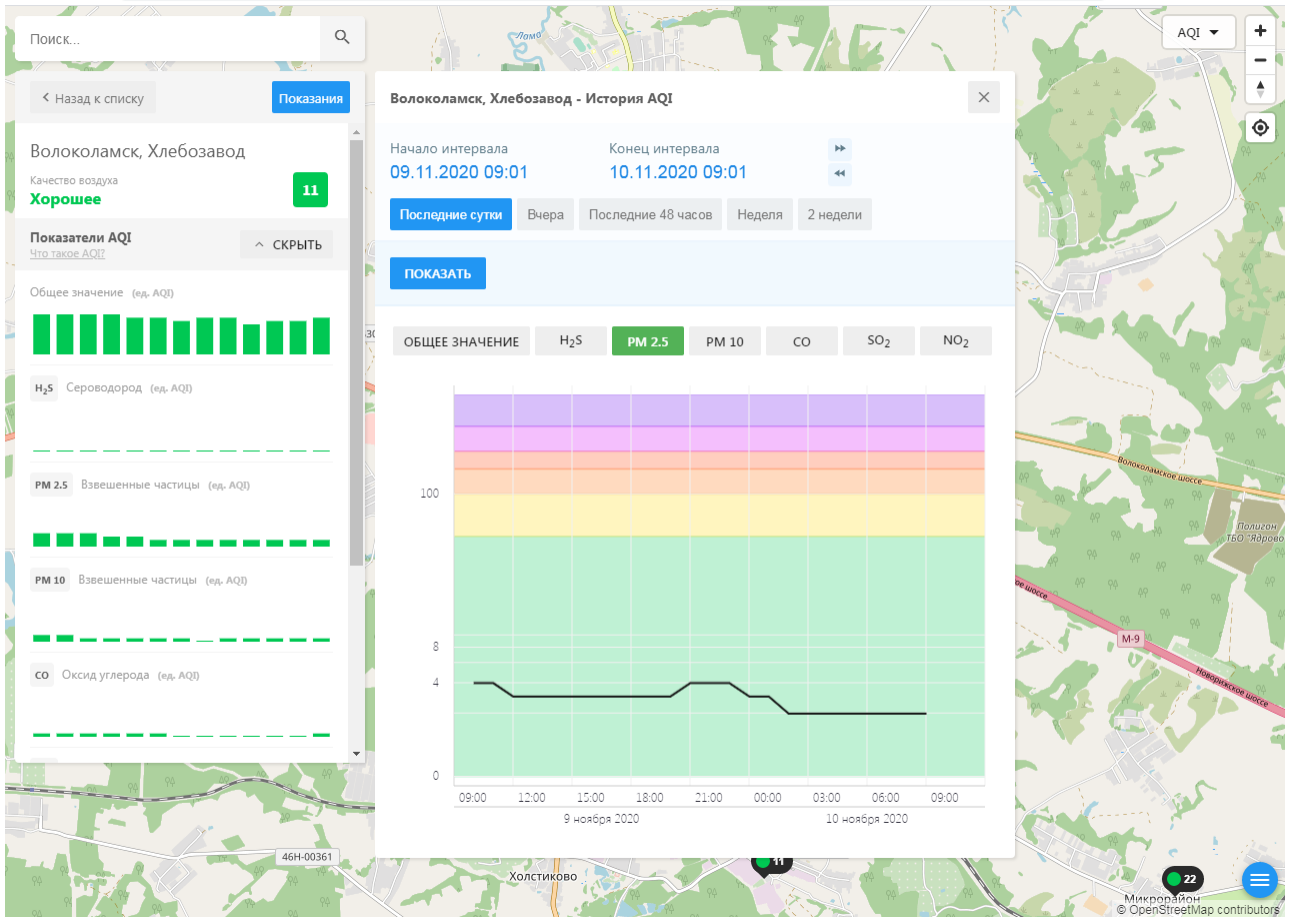 Поиск...
Ломо
AQI
Назад к списку
Показания
Волоколамск, Хлебозавод
Качество воздуха
Хорошее
11
Показатели AQI
Что такое AQI?
СКРЫТЬ
Общее значение (ед. AQI)
H2S Сероводород (ед. AQI)
PM 2.5 Взвешенные частицы (ед. AQI)
PM 10 Взвешенные частицы (ед. AQI)
CO Оксид углерода (ед. AQI)
Волоколамск, Хлебозавод - История AQI
Начало интервала
Конец интервала
09.11.2020 09:01
10.11.2020 09:01
Последние сутки
Вчера
Последние 48 часов
Неделя
2 недели
ПОКАЗАТЬ
ОБЩЕЕ ЗНАЧЕНИЕ
H2S
PM 2.5
PM 10
CO
SO2
NO2
100
8
4
0
09:00 12:00 15:00 18:00 21:00 00:00 03:00 06:00 09:00
9 ноября 2020
10 ноября 2020
Волоколамское шоссе
Полигон
ТБО "Ядрово
М-9
Новорижское шоссе
46Н-00361
Холстиково
11
22
Микрорайон
© OpenStreetMap contributors